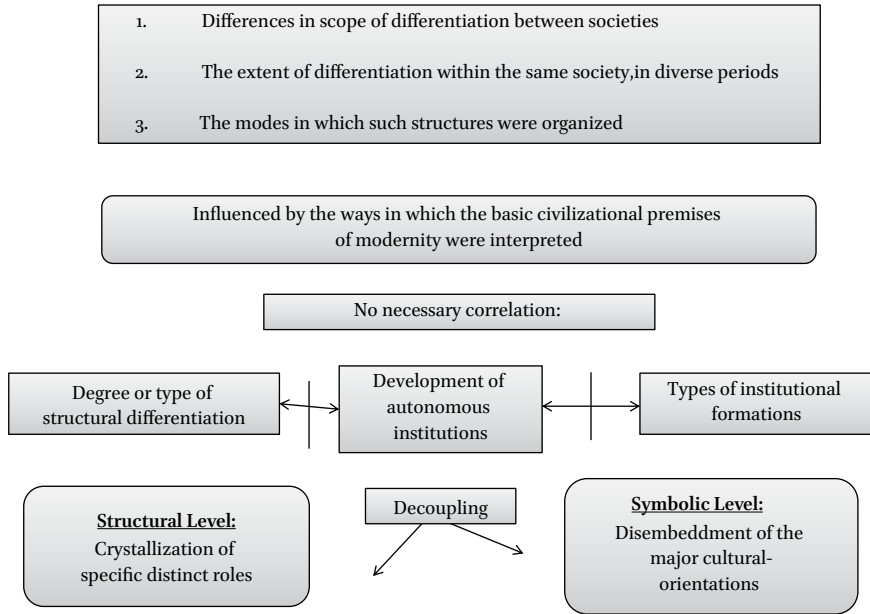 1. Differences in scope of differentiation between societies
2. The extent of differentiation within the same society,in diverse periods
3. The modes in which such structures were organized
Influenced by the ways in which the basic civilizational premises
of modernity were interpreted
No necessary correlation:
Degree or type of
structural differentiation
Development of
autonomous
institutions
Types of institutional
formations
Structural Level:
Crystallization of
specific distinct roles
Decoupling
Symbolic Level:
Disembeddment of the
major cultural-
orientations